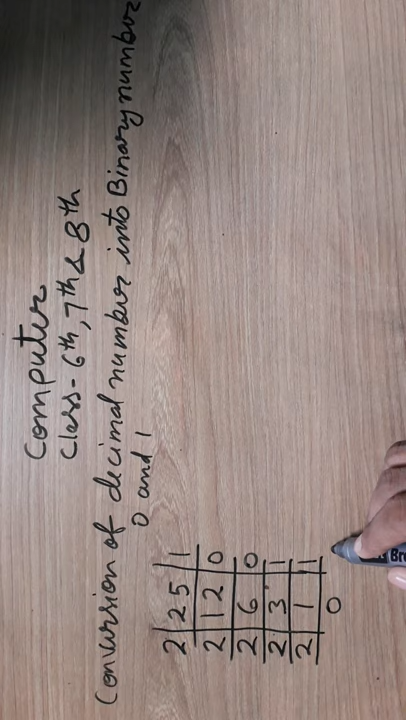 Computer
Class- 6th, 7th & 8th
Conversion of decimal number into Binary number
0 and 1
2 25 1
2 12 0
2 6 0
2 3 1
2 1 1
0